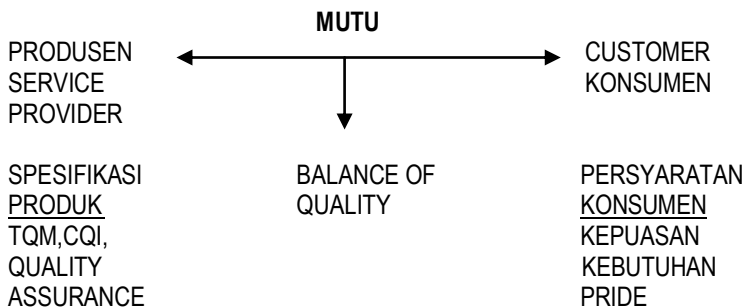 MUTU
PRODUSEN
SERVICE
PROVIDER
CUSTOMER
KONSUMEN
SPESIFIKASI
PRODUK
TQM,CQI,
QUALITY
ASSURANCE
BALANCE OF
QUALITY
PERSYARATAN
KONSUMEN
KEPUASAN
KEBUTUHAN
PRIDE